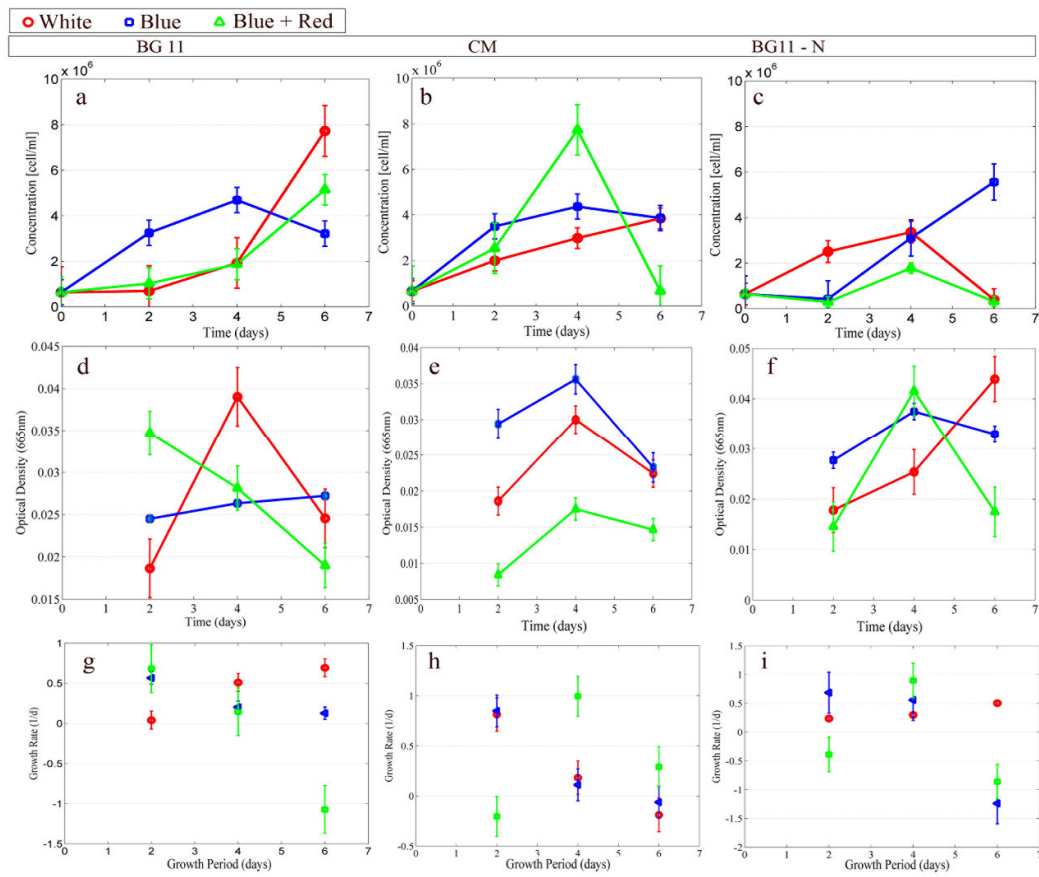 White Blue Blue + Red
BG 11 CM BG11 - N
x 10^6 x 10^6 x 10^6
a b c
10 10 10
8 8 8
6 6 6
4 4 4
2 2 2
0 0 0
Concentration [cell/ml] Concentration [cell/ml] Concentration [cell/ml]
0 1 2 3 4 5 6 7 0 1 2 3 4 5 6 7 0 1 2 3 4 5 6 7
Time (days) Time (days) Time (days)
d e f
0.045 0.04 0.05
0.04 0.035 0.04
0.035 0.03 0.03
0.03 0.025 0.02
0.025 0.02 0.01
0.02 0.015 0
0.015 0.01
0.005
Optical Density (665nm) Optical Density (665nm) Optical Density (665nm)
0 1 2 3 4 5 6 7 0 1 2 3 4 5 6 7 0 1 2 3 4 5 6 7
Time (days) Time (days) Time (days)
g h i
1 1.5 1.5
0.5 1 1
0 0.5 0.5
-0.5 0 0
-1 -0.5 -0.5
-1.5 -1
-1.5
-2
Growth Rate (1/d) Growth Rate (1/d) Growth Rate (1/d)
0 1 2 3 4 5 6 7 0 1 2 3 4 5 6 7 0 1 2 3 4 5 6 7
Growth Period (days) Growth Period (days) Growth Period (days)